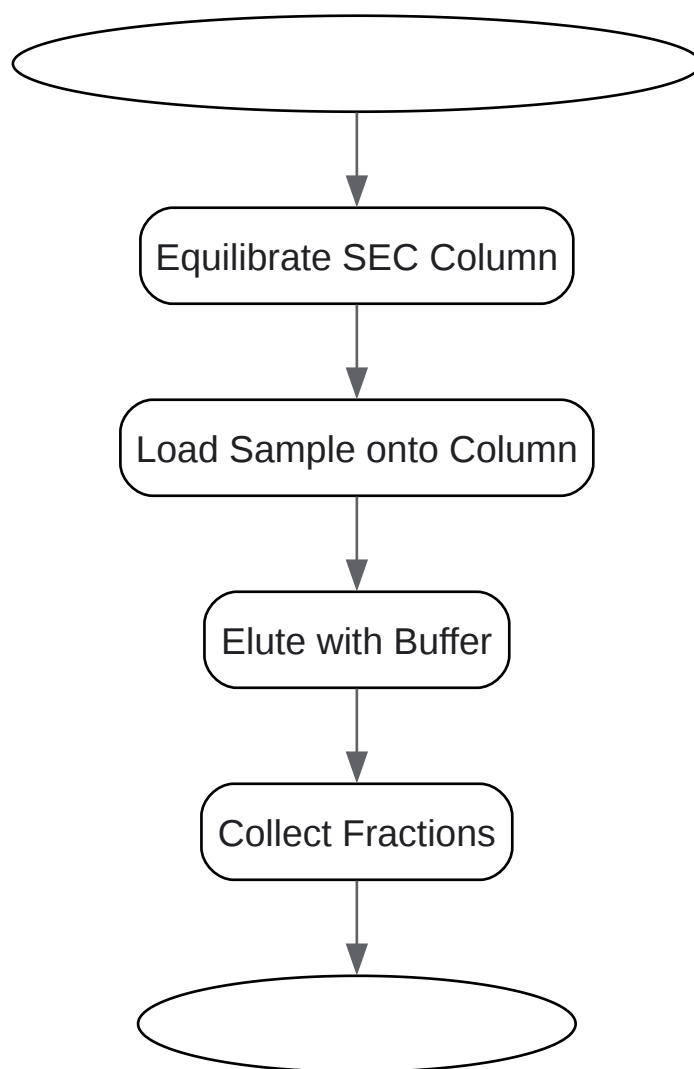 Equilibrate SEC Column
Load Sample onto Column
Elute with Buffer
Collect Fractions